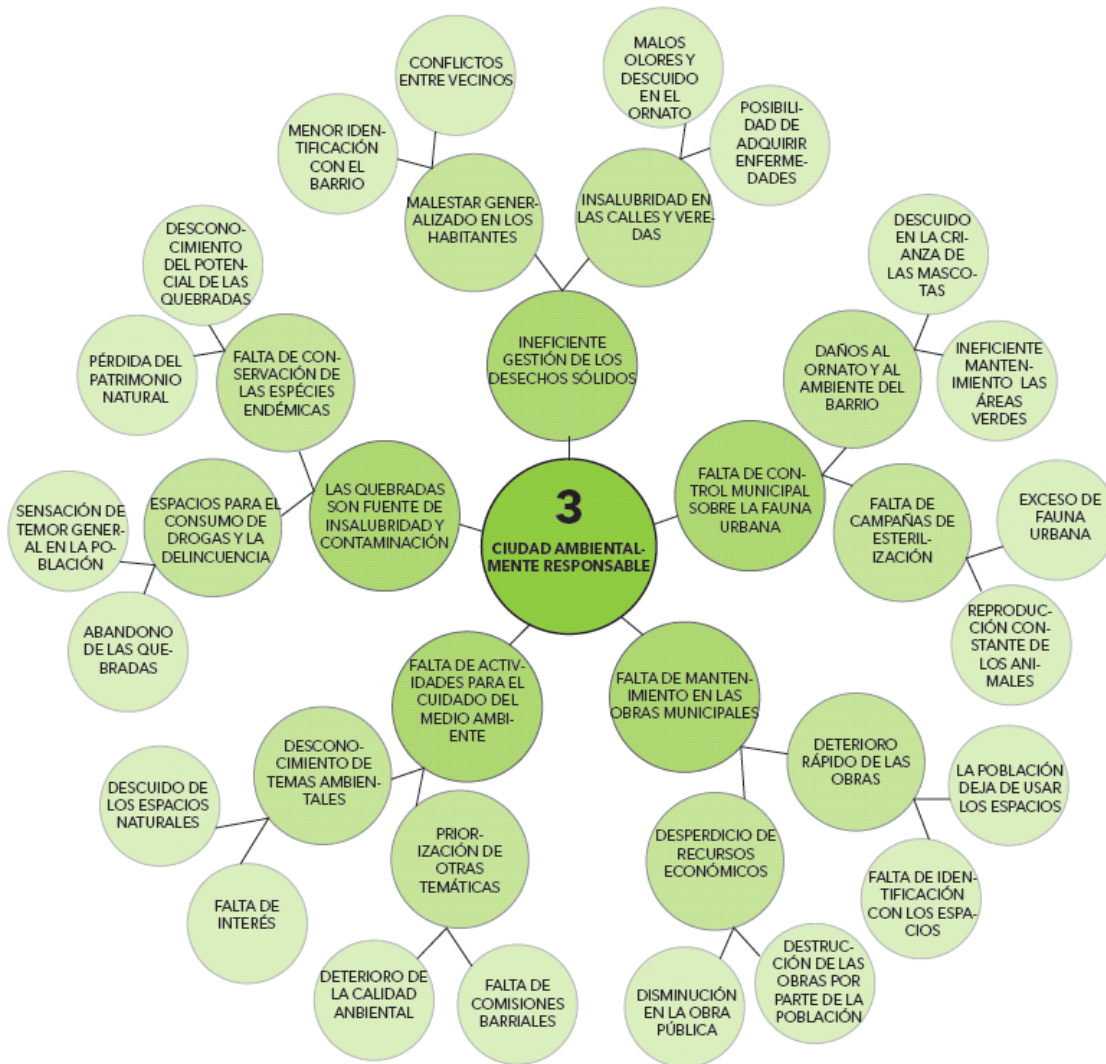 CONFLICTOS
ENTRE VECINOS
MALOS
OLORES Y
DESCUIDO
EN EL
ORNATO
MENOR IDEN-
TIFICACIÓN
CON EL
BARRIO
POSIBILI-
DAD DE
ADQUIRIR
ENFERME-
DADES
MALESTAR GENER-
ALIZADO EN LOS
HABITANTES
INSALUBRIDAD EN
LAS CALLES Y VERE-
DAS
DESCONO-
CIMIENTO
DEL POTEN-
CIAL DE LAS
QUEBRADAS
DESCUIDO
EN LA CRI-
ANZA DE
LAS MASCO-
TAS
PÉRDIDA DEL
PATRIMONIO
NATURAL
FALTA DE CON-
SERVACIÓN DE
LAS ESPÉCIES
ENDÉMICAS
INEFICIENTE
GESTIÓN DE LOS
DESECHOS SÓLIDOS
DAÑOS AL
ORNATO Y AL
AMBIENTE DEL
BARRIO
INEFICIENTE
MANTEN-
IMIENTO LAS
ÁREAS
VERDES
SENSACIÓN DE
TEMOR GENER-
AL EN LA PO-
BLACIÓN
ESPACIOS PARA EL
CONSUMO DE
DROGAS Y LA
DELINCUENCIA
LAS QUEBRADAS
SON FUENTE DE
INSALUBRIDAD Y
CONTAMINACIÓN
3
CIUDAD AMBIENTAL-
MENTE RESPONSABLE
FALTA DE CON-
TROL MUNICIPAL
SOBRE LA FAUNA
URBANA
FALTA DE
CAMPAÑAS DE
ESTERIL-
IZACIÓN
EXCESO DE
FAUNA
URBANA
ABANDONO
DE LAS QUE-
BRADAS
REPRODUC-
CIÓN CON-
STANTE DE
LOS ANI-
MALES
FALTA DE ACTIV-
IDADES PARA EL
CUIDADO DEL
MEDIO AMBI-
ENTE
FALTA DE MANTEN-
IMIENTO EN LAS
OBRAS MUNICIPALES
DESCONO-
CIMIENTO DE
TEMAS AMBIEN-
TALES
DETERIORO
RÁPIDO DE LAS
OBRAS
DESCUIDO DE
LOS ESPACIOS
NATURALES
LA POBLACIÓN
DEJA DE USAR
LOS ESPACIOS
PRIOR-
IZACIÓN DE
OTRAS
TEMÁTICAS
DESPERDICIO DE
RECURSOS
ECONÓMICOS
FALTA DE
INTERÉS
FALTA DE IDEN-
TIFICACIÓN
CON LOS ESPA-
CIOS
DETERIORO DE
LA CALIDAD
ANBIENTAL
FALTA DE
COMISIONES
BARRIALES
DISMINUCIÓN
EN LA OBRA
PÚBLICA
DESTRUC-
CIÓN DE LAS
OBRAS POR
PARTE DE LA
POBLACIÓN